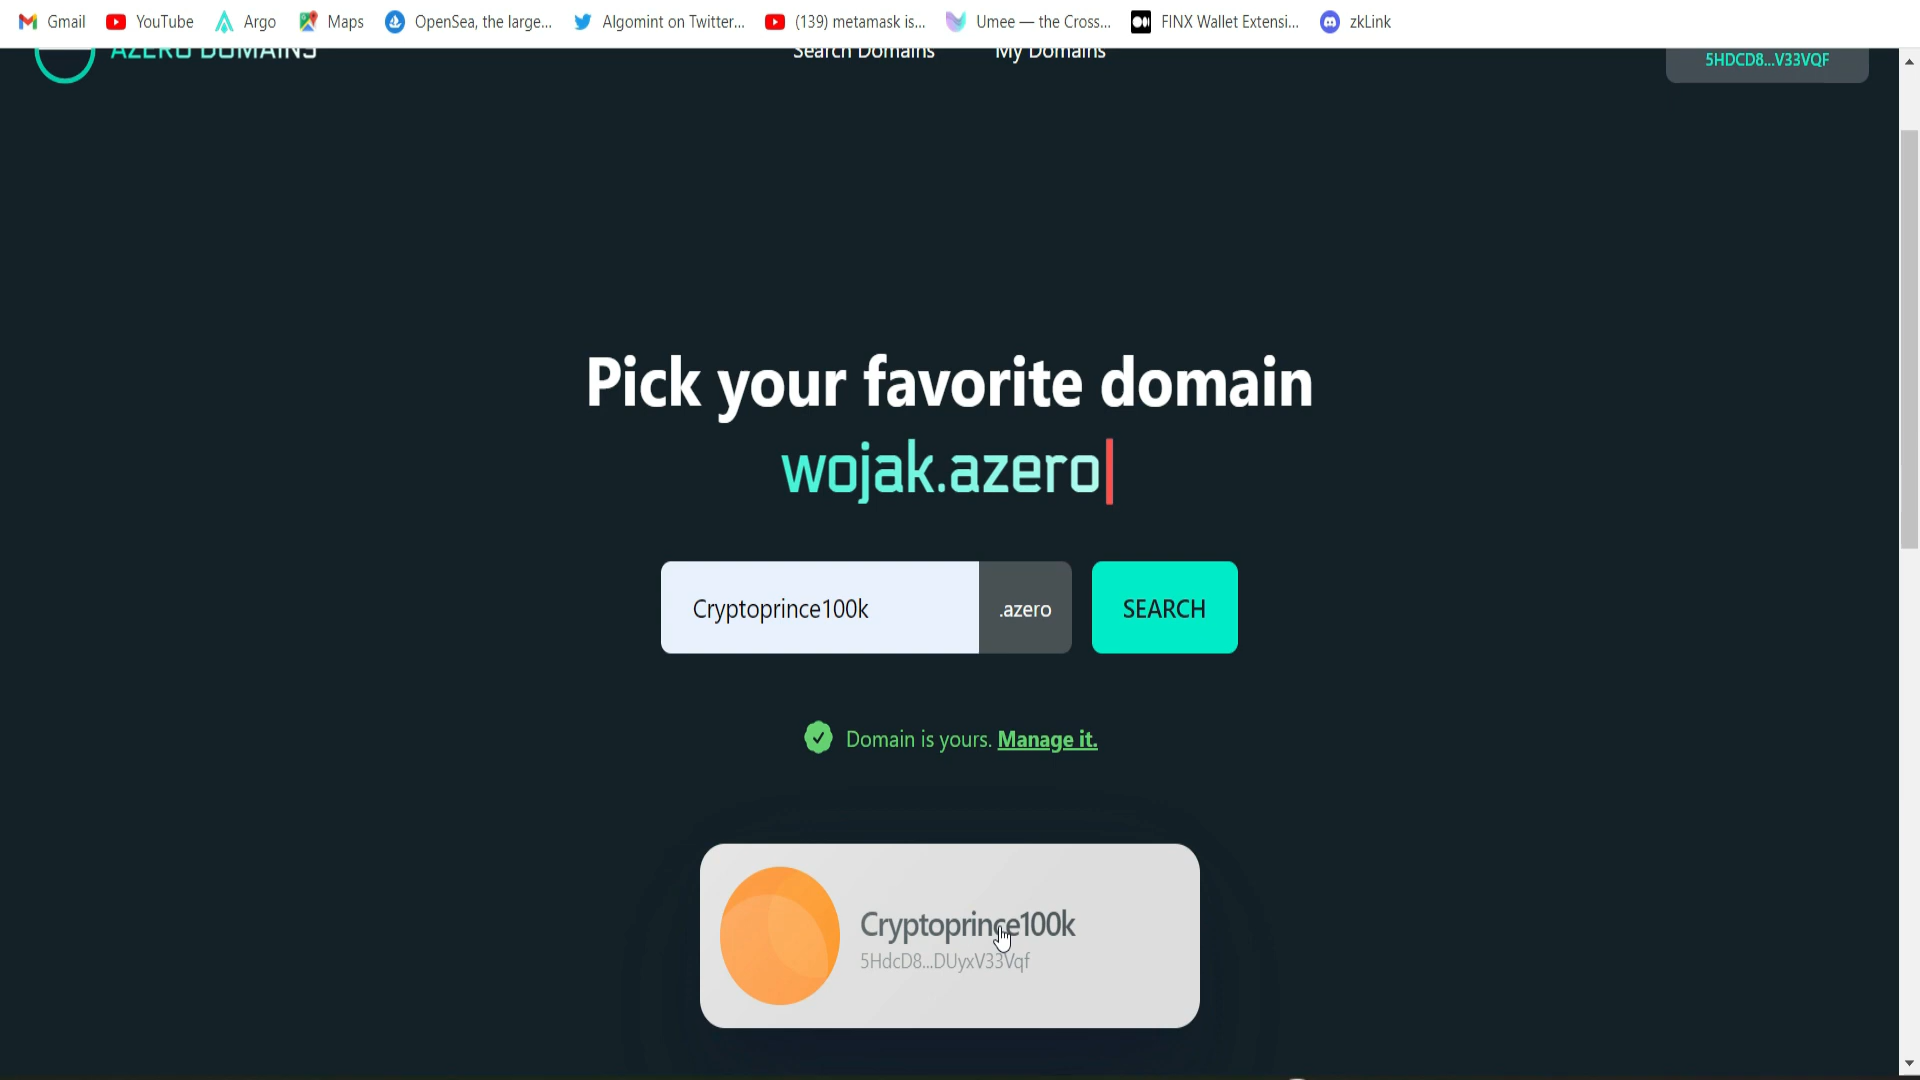 Gmail YouTube Argo Maps OpenSea, the large... Algomint on Twitter... (139) metamask is... Umee — the Cross... FINX Wallet Extensi... zkLink
AZERO DOMAINS Search Domains My Domains 5HDCD8...V33VQF
Pick your favorite domain
wojak.azero
Cryptoprince100k .azero SEARCH
Domain is yours. Manage it.
Cryptoprince100k
5HdcD8...DUyxV33Vqf